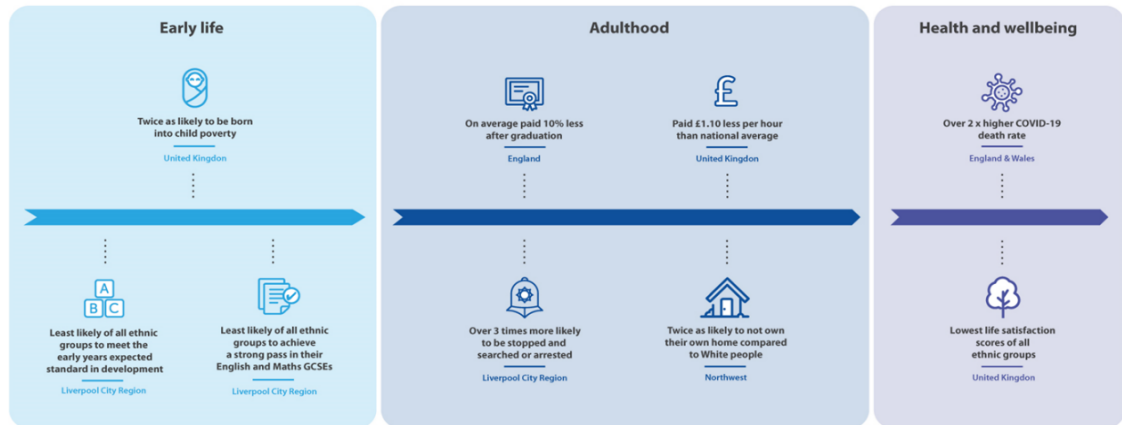 Early life
Twice as likely to be born
into child poverty
United Kingdon
A
B C
Least likely of all ethnic
groups to meet the
early years expected
standard in development
Liverpool City Region
Least likely of all ethnic
groups to achieve
a strong pass in their
English and Maths GCSEs
Liverpool City Region
Adulthood
On average paid 10% less
after graduation
England
£
Paid £1.10 less per hour
than national average
United Kingdon
Over 3 times more likely
to be stopped and
searched or arrested
Liverpool City Region
Twice as likely to not own
their own home compared
to White people
Northwest
Health and wellbeing
Over 2 x higher COVID-19
death rate
England & Wales
Lowest life satisfaction
scores of all
ethnic groups
United Kingdon